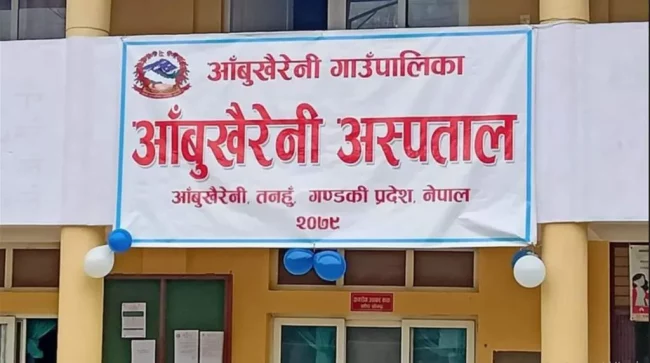 आँबुखैरेनी गाउँपालिका
आँबुखैरेनी अस्पताल
आँबुखैरेनी, तनहुँ, गण्डकी प्रदेश, नेपाल
२०७९